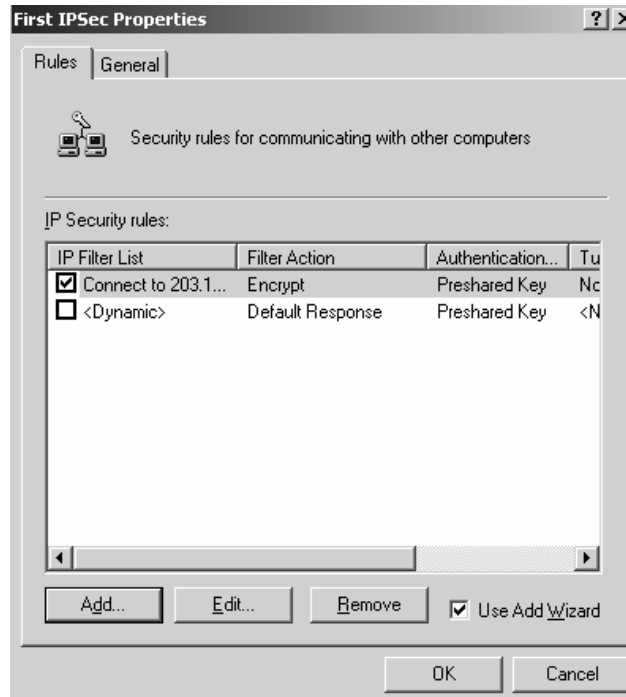 First IPSec Properties
Rules General
Security rules for communicating with other computers
IP Security rules:
IP Filter List Filter Action Authentication... Tu
Connect to 203.1... Encrypt Preshared Key No
<Dynamic> Default Response Preshared Key <N
Add... Edit... Remove Use Add Wizard
OK Cancel